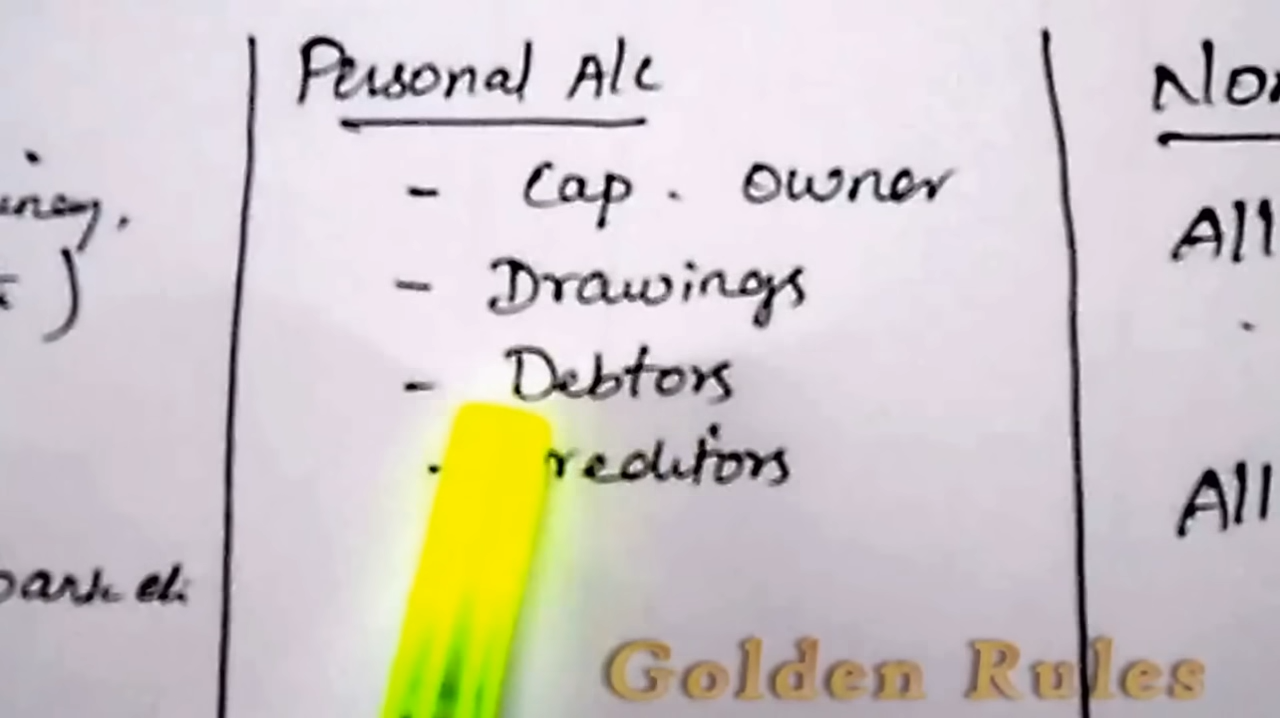 Personal A/c
- Cap. Owner
- Drawings
- Debtors
reditors
All
All
Golden Rules